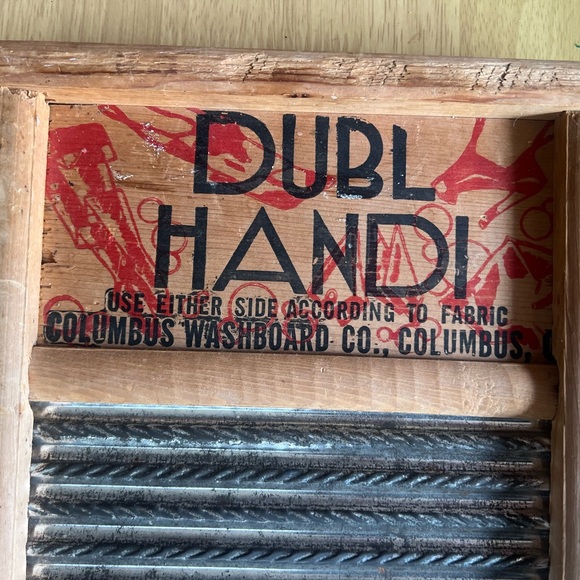 DUBL
HANDI
USE EITHER SIDE ACCORDING TO FABRIC
COLUMBUS WASHBOARD CO., COLUMBUS,